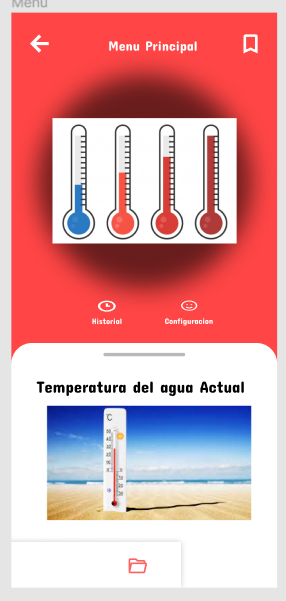 Menu
Menu Principal
Historial
Configuracion
Temperatura del agua Actual
°C